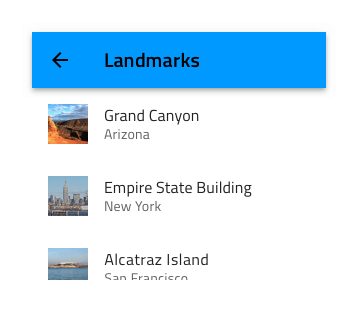 Landmarks
Grand Canyon
Arizona
Empire State Building
New York
Alcatraz Island
San Francisco